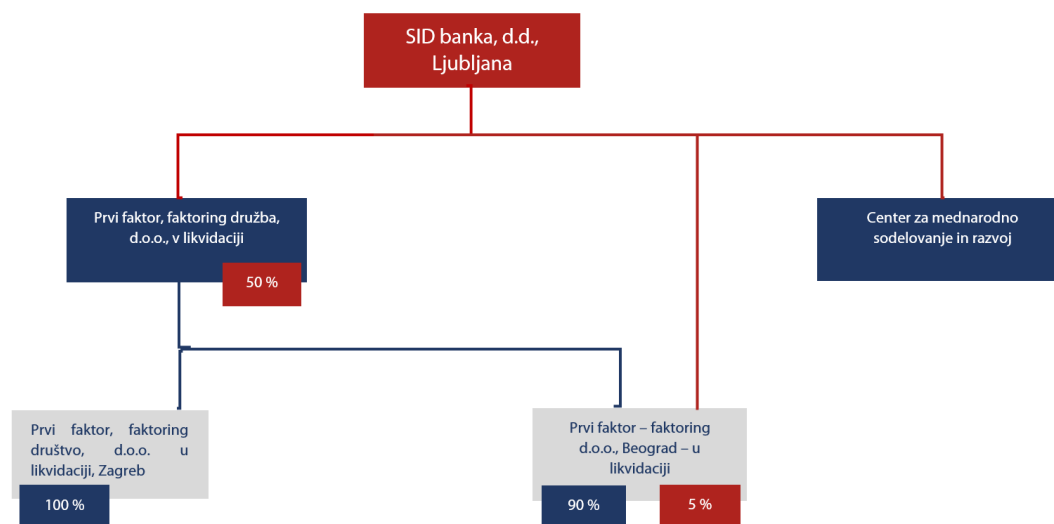 SID banka, d.d.,
Ljubljana
Prvi faktor, faktoring družba,
d.o.o., v likvidaciji
50 %
Center za mednarodno
sodelovanje in razvoj
Prvi faktor, faktoring
društvo, d.o.o. u
likvidaciji, Zagreb
100 %
Prvi faktor – faktoring
d.o.o., Beograd – u
likvidaciji
90 %
5 %